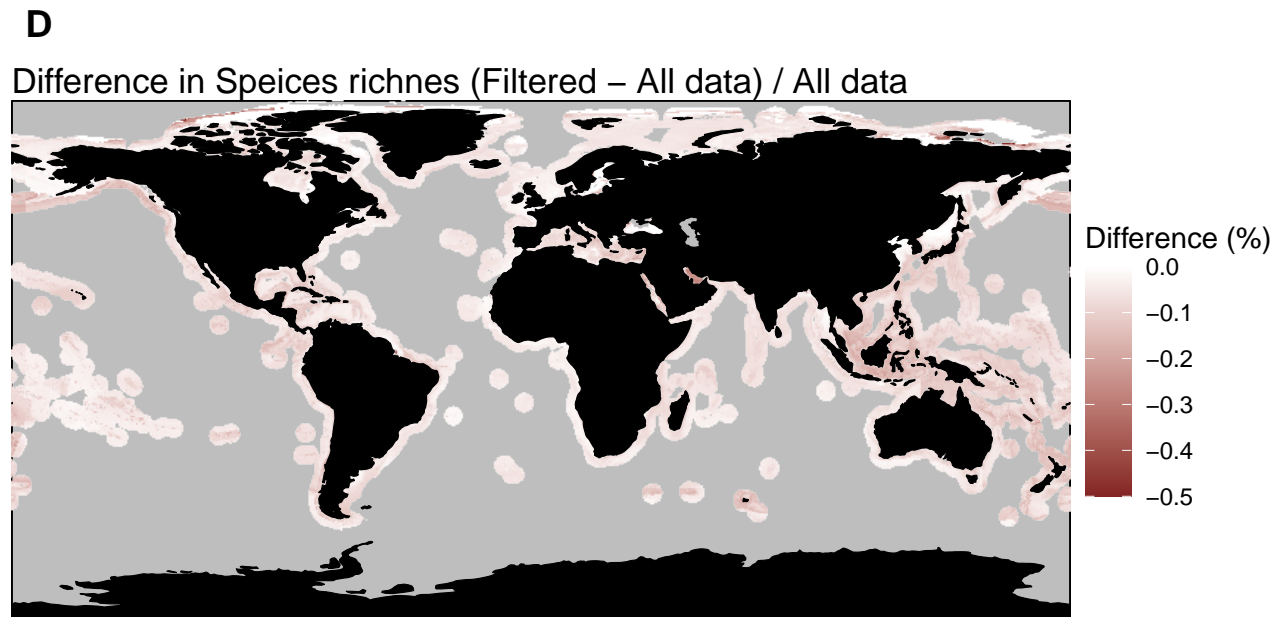 D
Difference in Speices richnes (Filtered − All data) / All data
Difference (%)
0.0
−0.1
−0.2
−0.3
−0.4
−0.5